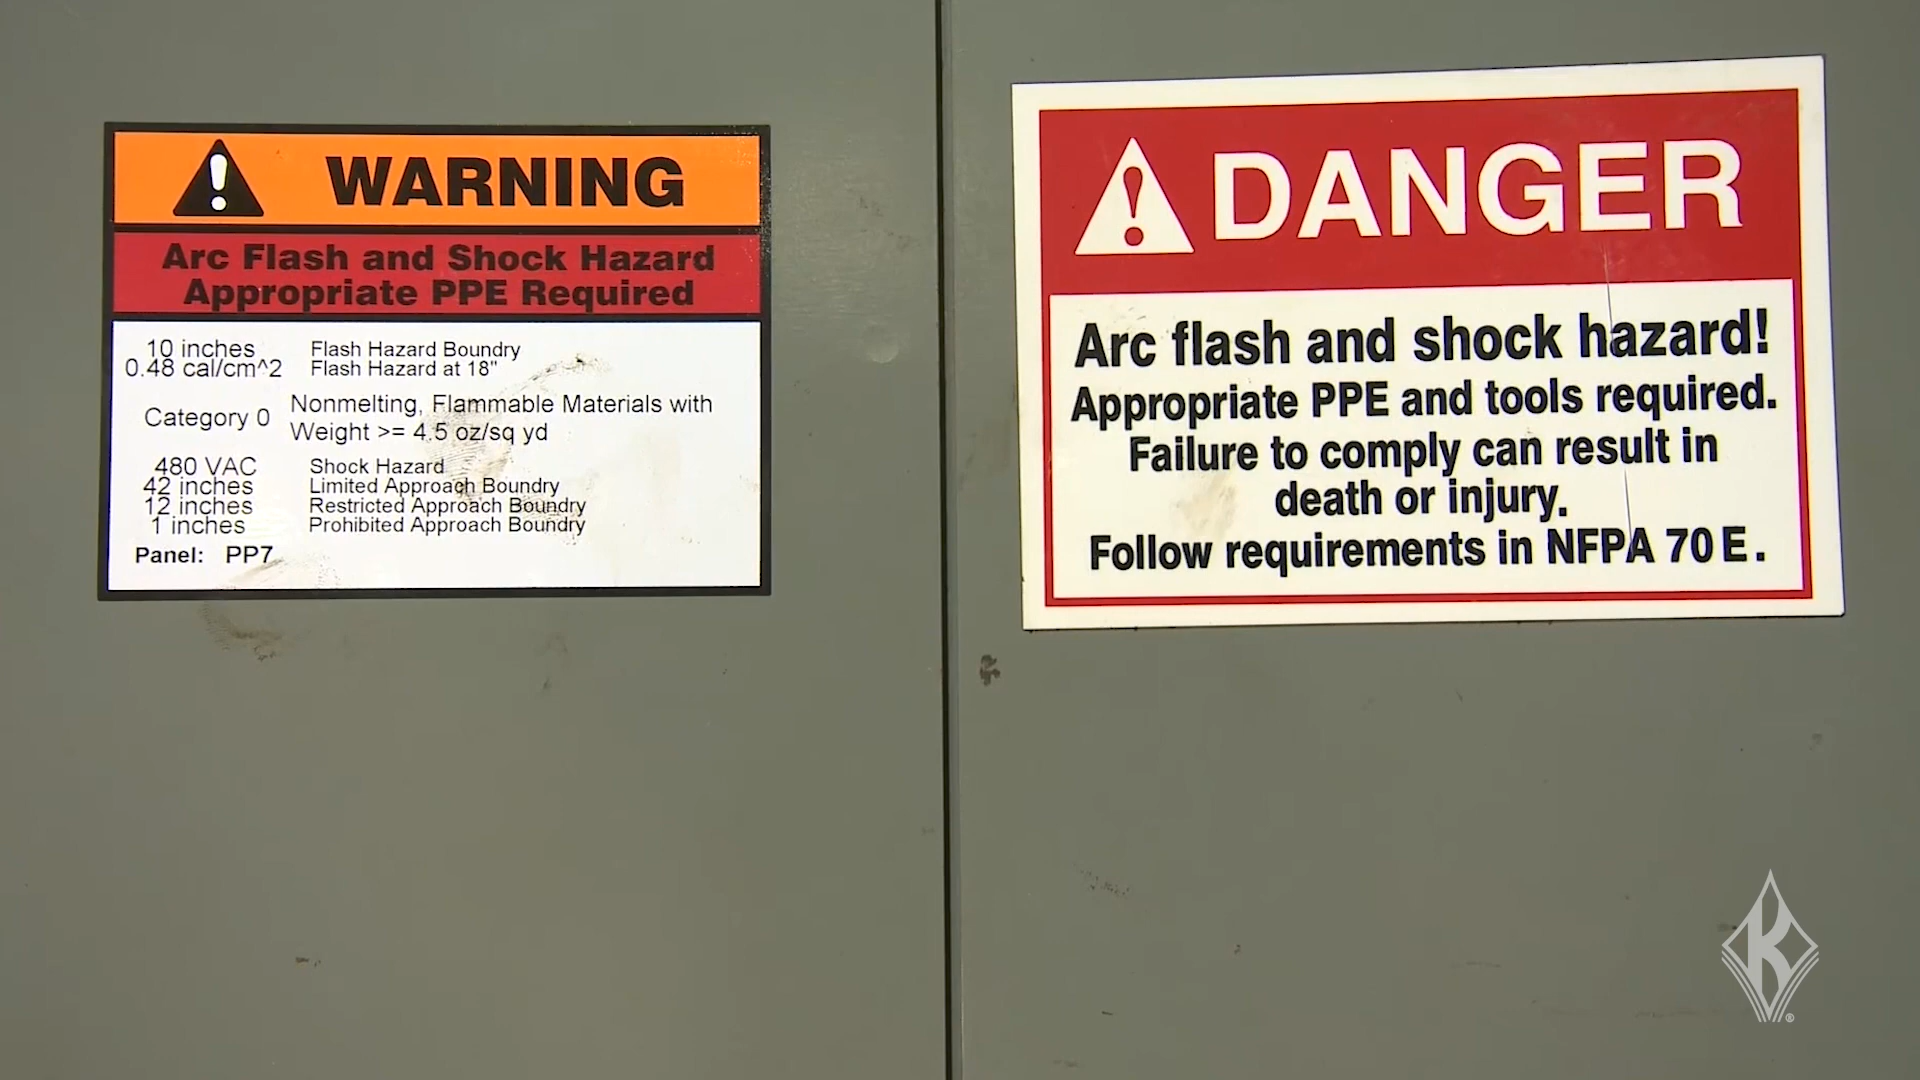 WARNING
Arc Flash and Shock Hazard
Appropriate PPE Required
10 inches Flash Hazard Boundry
0.48 cal/cm^2 Flash Hazard at 18"
Category 0 Nonmelting, Flammable Materials with
Weight >= 4.5 oz/sq yd
480 VAC Shock Hazard
42 inches Limited Approach Boundry
12 inches Restricted Approach Boundry
1 inches Prohibited Approach Boundry
Panel: PP7
DANGER
Arc flash and shock hazard!
Appropriate PPE and tools required.
Failure to comply can result in
death or injury.
Follow requirements in NFPA 70 E.
K
®